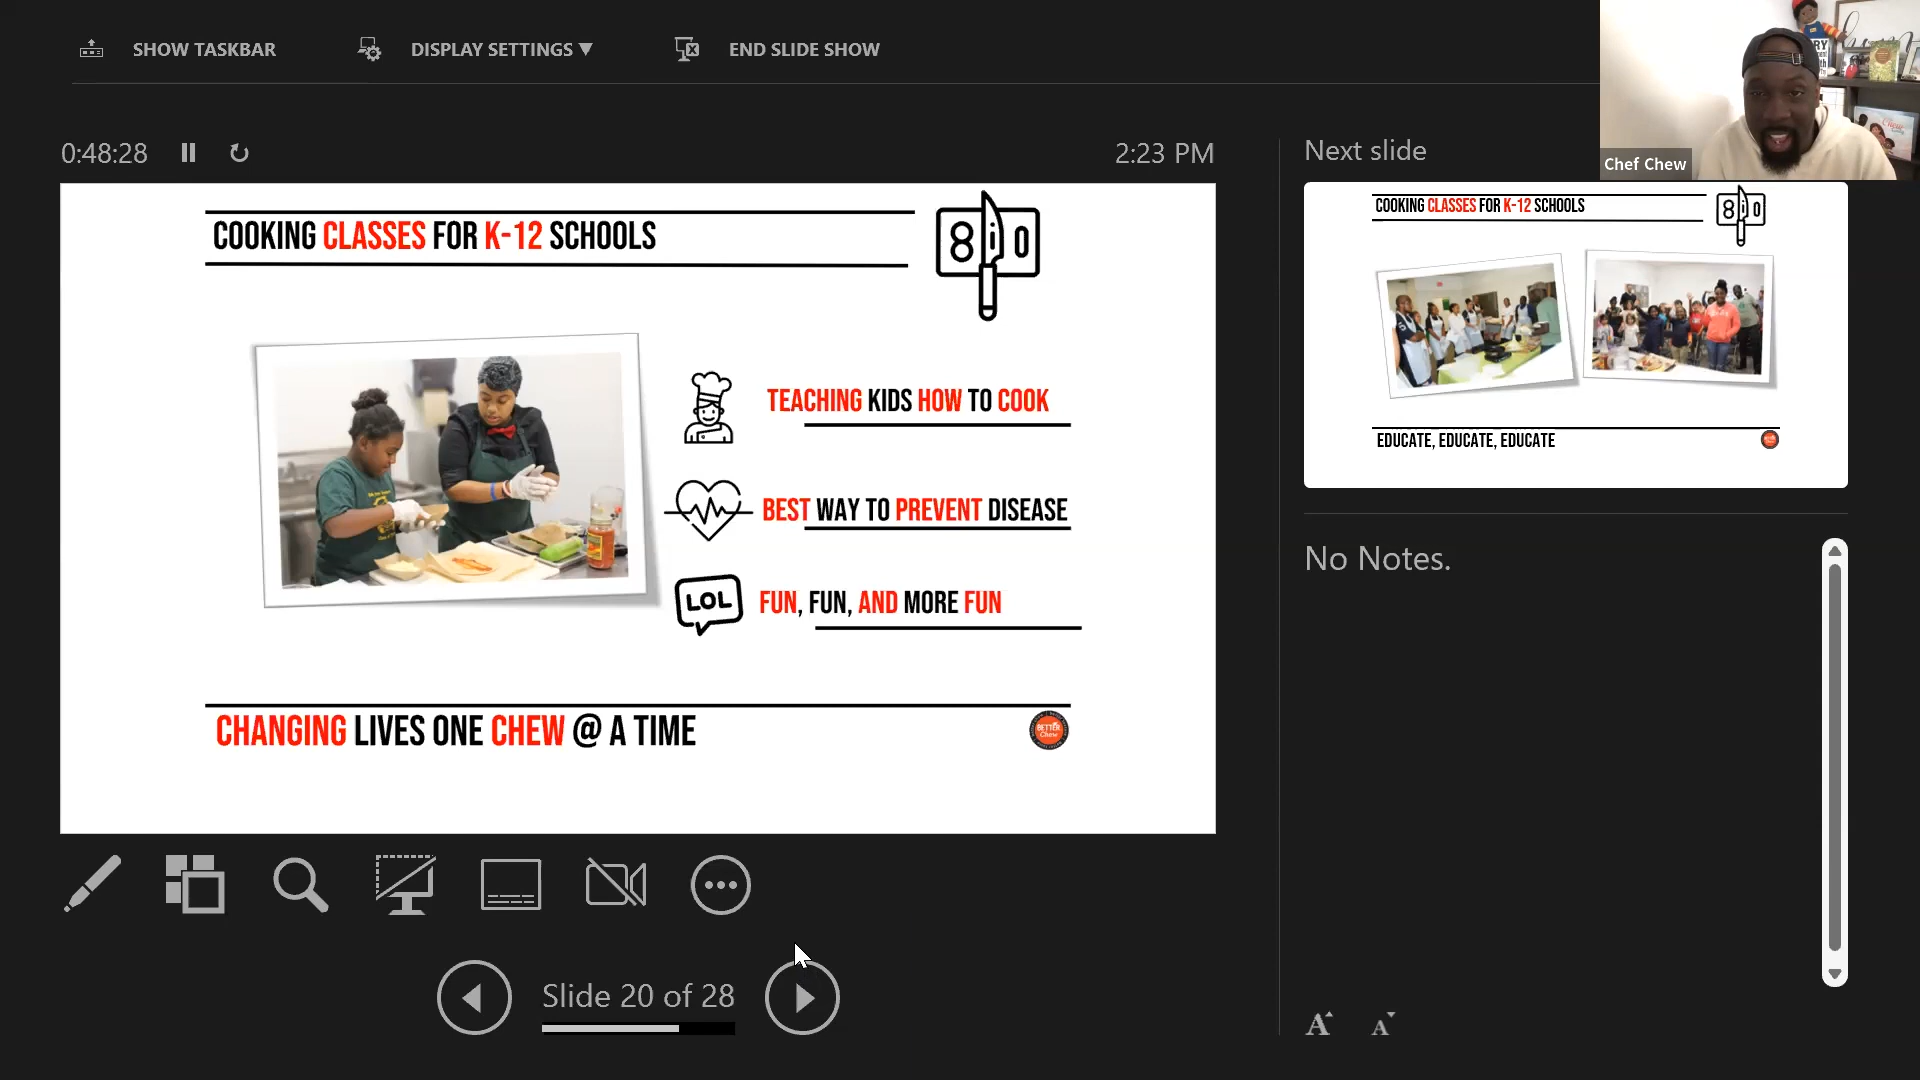 SHOW TASKBAR
DISPLAY SETTINGS ▼
END SLIDE SHOW
RY
Chef Chew
0:48:28
2:23 PM
COOKING CLASSES FOR K-12 SCHOOLS
8 0
TEACHING KIDS HOW TO COOK
BEST WAY TO PREVENT DISEASE
LOL
FUN, FUN, AND MORE FUN
CHANGING LIVES ONE CHEW @ A TIME
BETTER
Chew
Slide 20 of 28
Next slide
COOKING CLASSES FOR K-12 SCHOOLS
8 0
EDUCATE, EDUCATE, EDUCATE
No Notes.
A A